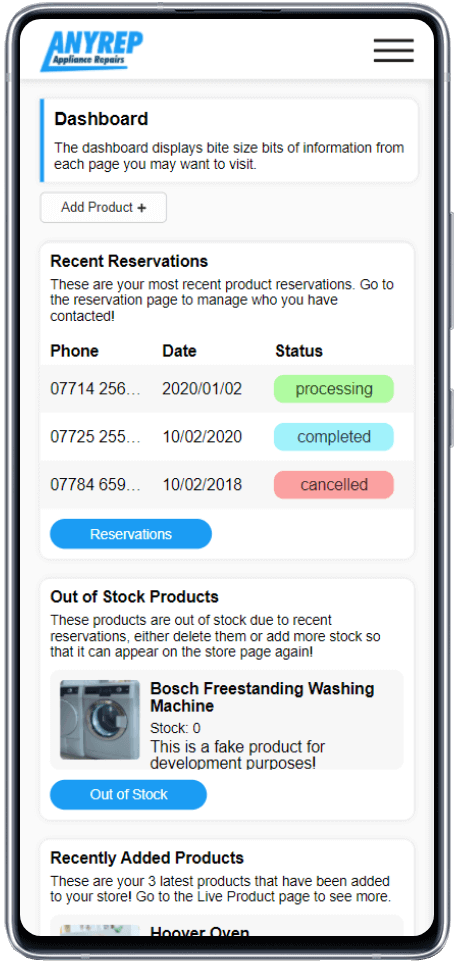 ANYREP
Appliance Repairs
Dashboard
The dashboard displays bite size bits of information from
each page you may want to visit.
Add Product +
Recent Reservations
These are your most recent product reservations. Go to
the reservation page to manage who you have
contacted!
Phone Date Status
07714 256... 2020/01/02 processing
07725 255... 10/02/2020 completed
07784 659... 10/02/2018 cancelled
Reservations
Out of Stock Products
These products are out of stock due to recent
reservations, either delete them or add more stock so
that it can appear on the store page again!
Bosch Freestanding Washing
Machine
Stock: 0
This is a fake product for
development purposes!
Out of Stock
Recently Added Products
These are your 3 latest products that have been added
to your store! Go to the Live Product page to see more.
Hoover Oven